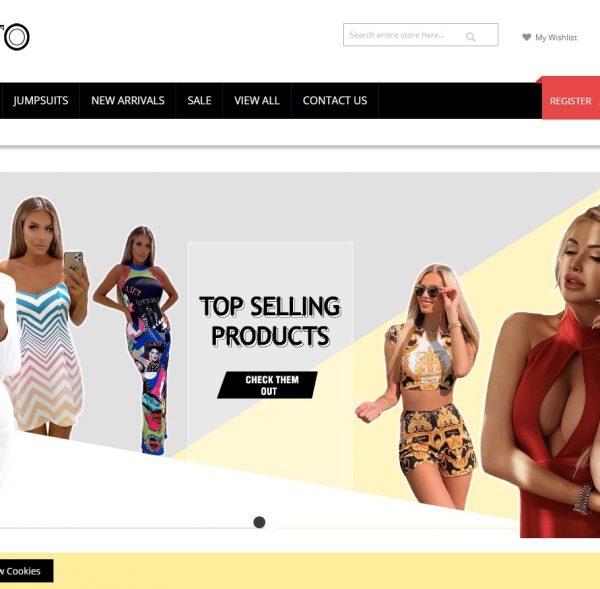 Search entire store here...
My Wishlist
JUMPSUITS NEW ARRIVALS SALE VIEW ALL CONTACT US
REGISTER
TOP SELLING
PRODUCTS
CHECK THEM
OUT
Cookies